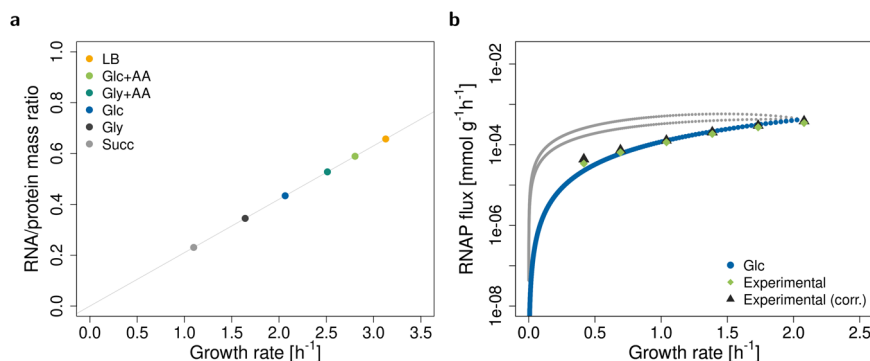 a
RNA/protein mass ratio
1.0
0.8
0.6
0.4
0.2
0.0
LB
Glc+AA
Gly+AA
Glc
Gly
Succ
0.0 0.5 1.0 1.5 2.0 2.5 3.0 3.5
Growth rate [h⁻¹]
b
RNAP flux [mmol g⁻¹h⁻¹]
1e-02
1e-04
1e-06
1e-08
Glc
Experimental
Experimental (corr.)
0.0 0.5 1.0 1.5 2.0 2.5
Growth rate [h⁻¹]